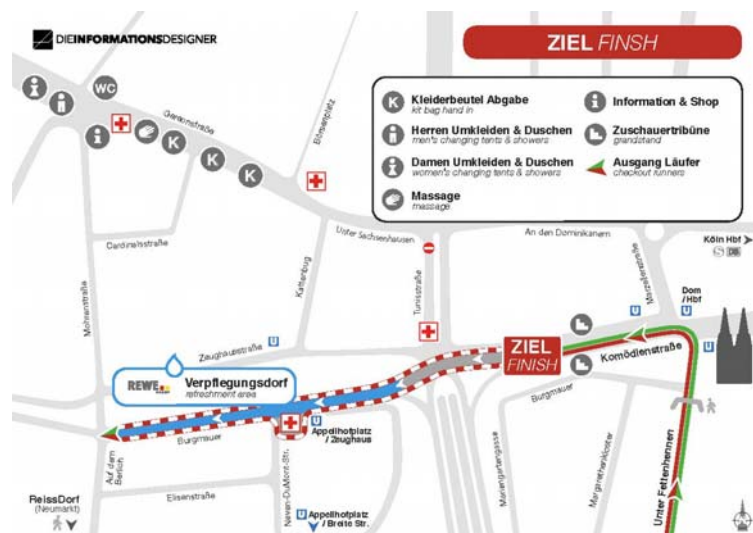 DIEINFORMATIONSDESIGNER
ZIEL FINSH
K Kleiderbeutel Abgabe
kit bag hand in
Herren Umkleiden & Duschen
men's changing tents & showers
Damen Umkleiden & Duschen
women's changing tents & showers
Massage
massage
i Information & Shop
Zuschauertribüne
grandstand
Ausgang Läufer
checkout runners
WC
i
K
K
K
Gereonstraße
Börsenplatz
Unter Sachsenhausen
An den Dominikanern
Köln Hbf
S DB
Cardinalsstraße
Mohrenstraße
Kattenbug
Tunisstraße
Marzellenstraße
Dom
/ Hbf
U
U
U
Zeughausstraße
U
ZIEL
FINISH
Komödienstraße
REWE
Verpflegungsdorf
refreshment area
Burgmauer
Burgmauer
U Appellhofplatz
/ Zeughaus
Auf dem
Berlich
Elisenstraße
Neven-DuMont-Str.
Mariengartengasse
Margarethenkloster
Unter Fettenhennen
ReissDorf
(Neumarkt)
U Appellhofplatz
/ Breite Str.